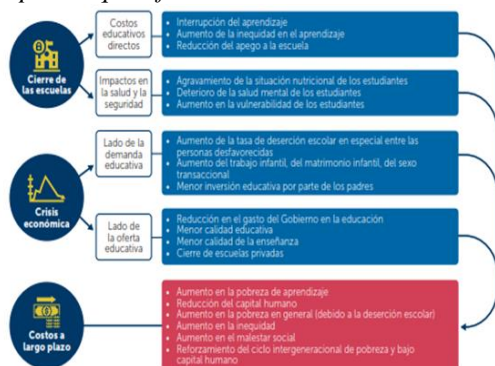 Cierre de
las escuelas
Costos
educativos
directos
• Interrupción del aprendizaje
• Aumento de la inequidad en el aprendizaje
• Reducción del apego a la escuela
Impactos en
la salud y la
seguridad
• Agravamiento de la situación nutricional de los estudiantes
• Deterioro de la salud mental de los estudiantes
• Aumento en la vulnerabilidad de los estudiantes
Crisis
económica
Lado de la
demanda
educativa
• Aumento de la tasa de deserción escolar en especial entre las
personas desfavorecidas
• Aumento del trabajo infantil, del matrimonio infantil, del sexo
transaccional
• Menor inversión educativa por parte de los padres
Lado de
la oferta
educativa
• Reducción en el gasto del Gobierno en la educación
• Menor calidad educativa
• Menor calidad de la enseñanza
• Cierre de escuelas privadas
Costos a
largo plazo
• Aumento en la pobreza de aprendizaje
• Reducción del capital humano
• Aumento en la pobreza en general (debido a la deserción escolar)
• Aumento en la inequidad
• Aumento en el malestar social
• Reforzamiento del ciclo intergeneracional de pobreza y bajo
capital humano